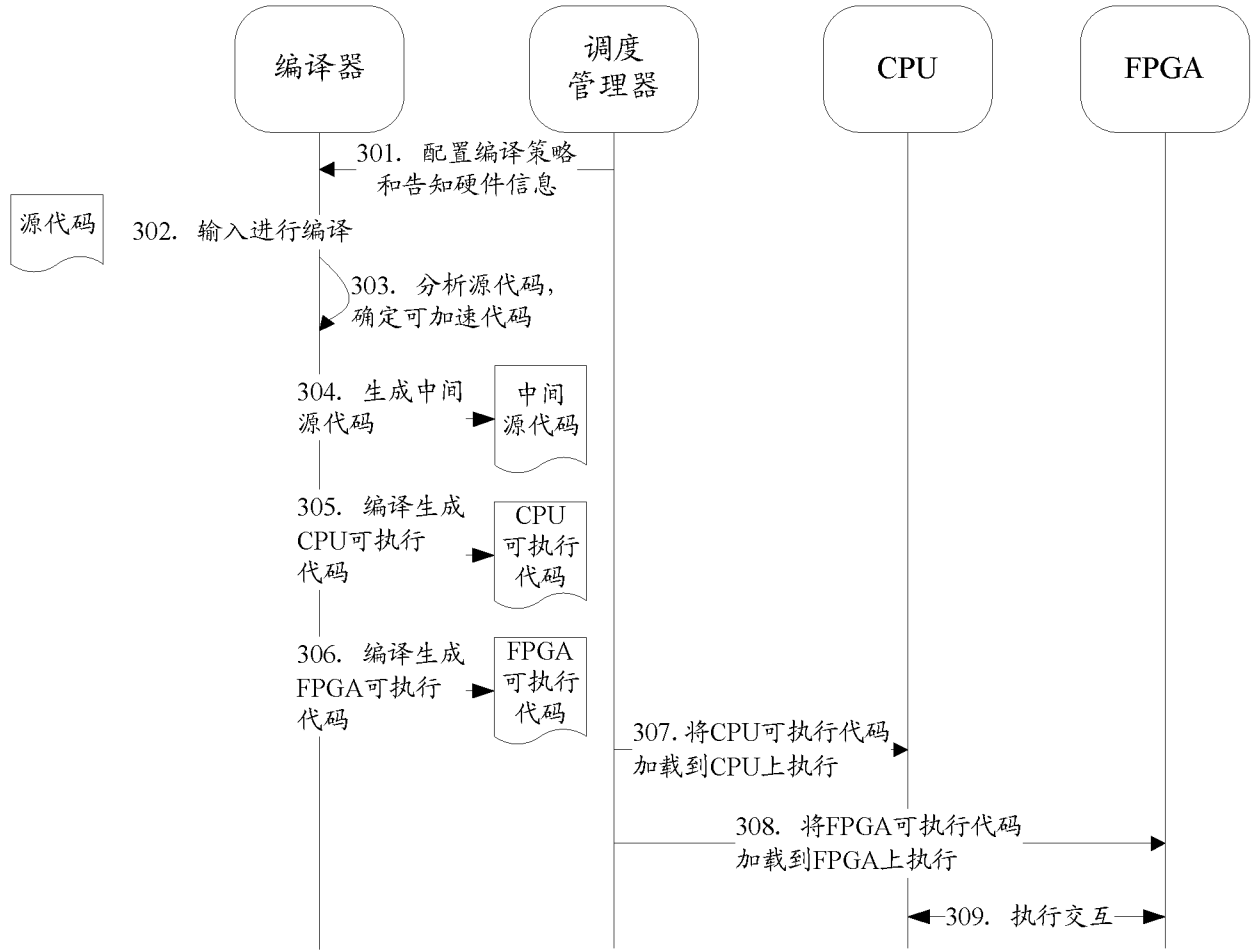 编译器
调度
管理器
CPU
FPGA
301. 配置编译策略
和告知硬件信息
源代码
302. 输入进行编译
303. 分析源代码,
确定可加速代码
304. 生成中间
源代码
中间
源代码
305. 编译生成
CPU可执行
代码
CPU
可执行
代码
306. 编译生成
FPGA可执行
代码
FPGA
可执行
代码
307.将CPU可执行代码
加载到CPU上执行
308. 将FPGA可执行代码
加载到FPGA上执行
309. 执行交互